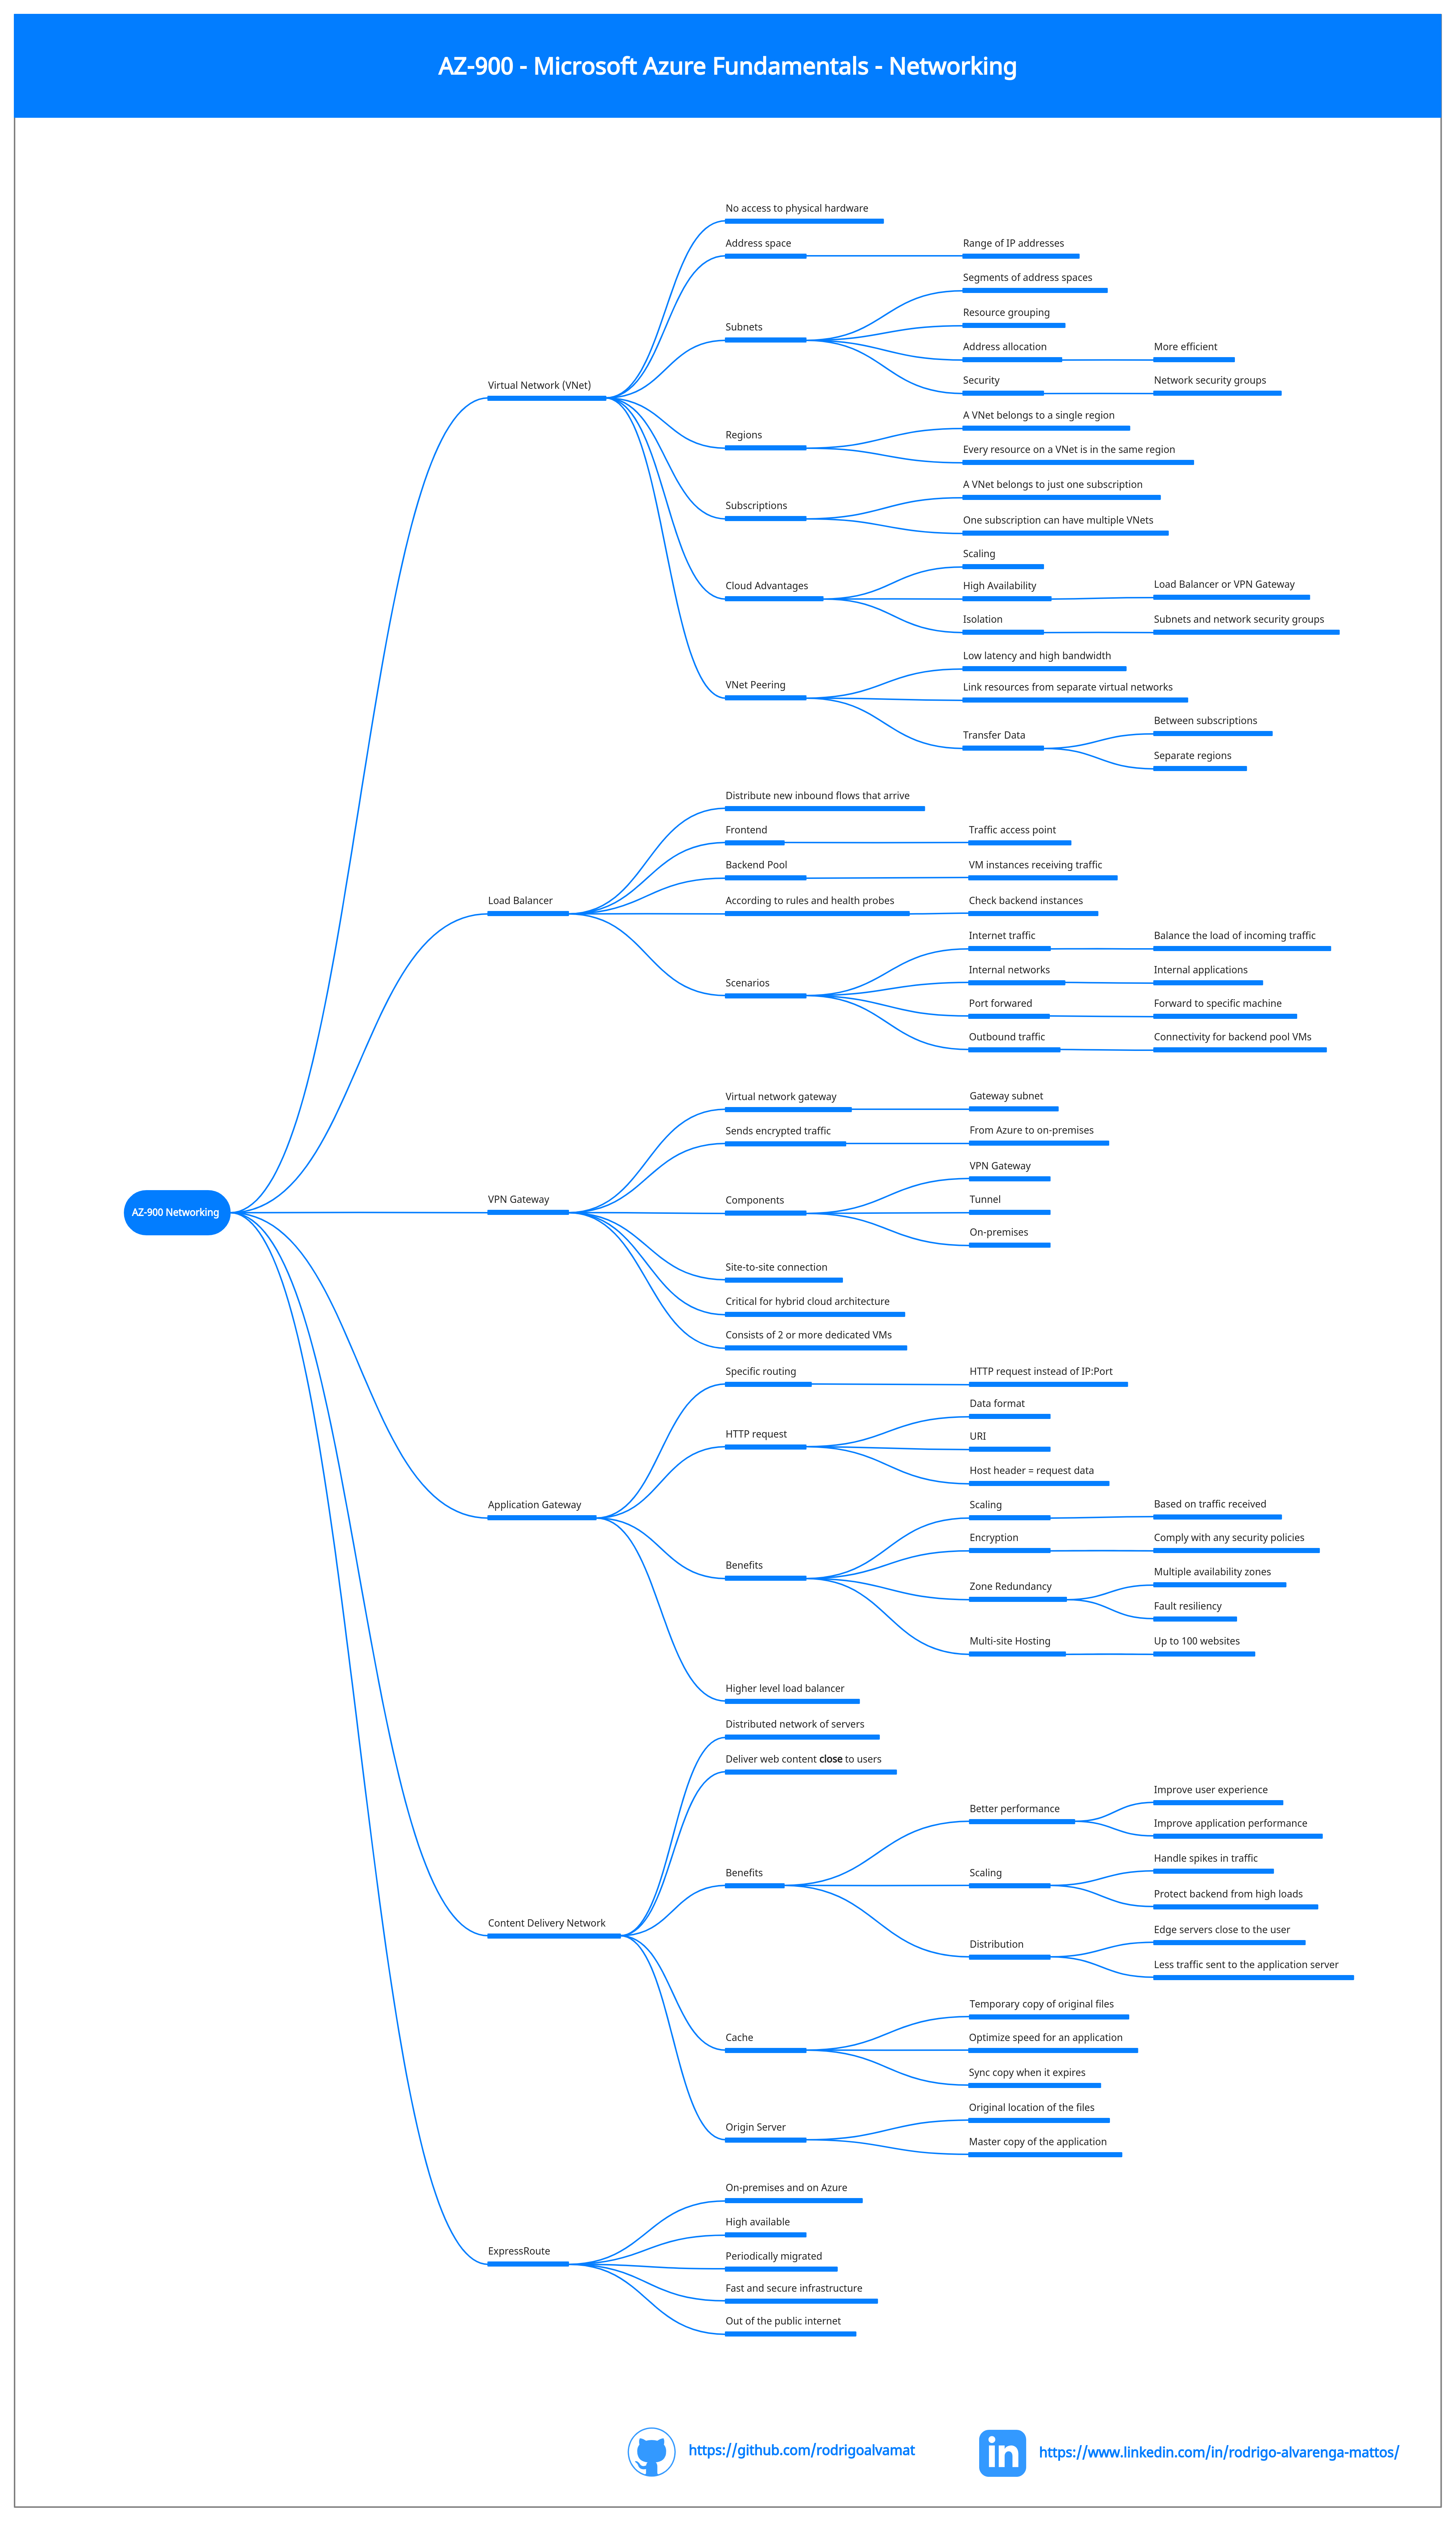 AZ-900 - Microsoft Azure Fundamentals - Networking
AZ-900 Networking
Virtual Network (VNet)
No access to physical hardware
Address space
Range of IP addresses
Subnets
Segments of address spaces
Resource grouping
Address allocation
More efficient
Security
Network security groups
Regions
A VNet belongs to a single region
Every resource on a VNet is in the same region
Subscriptions
A VNet belongs to just one subscription
One subscription can have multiple VNets
Cloud Advantages
Scaling
High Availability
Load Balancer or VPN Gateway
Isolation
Subnets and network security groups
VNet Peering
Low latency and high bandwidth
Link resources from separate virtual networks
Transfer Data
Between subscriptions
Separate regions
Load Balancer
Distribute new inbound flows that arrive
Frontend
Traffic access point
Backend Pool
VM instances receiving traffic
According to rules and health probes
Check backend instances
Scenarios
Internet traffic
Balance the load of incoming traffic
Internal networks
Internal applications
Port forwared
Forward to specific machine
Outbound traffic
Connectivity for backend pool VMs
VPN Gateway
Virtual network gateway
Gateway subnet
Sends encrypted traffic
From Azure to on-premises
Components
VPN Gateway
Tunnel
On-premises
Site-to-site connection
Critical for hybrid cloud architecture
Consists of 2 or more dedicated VMs
Application Gateway
Specific routing
HTTP request instead of IP:Port
HTTP request
Data format
URI
Host header = request data
Benefits
Scaling
Based on traffic received
Encryption
Comply with any security policies
Zone Redundancy
Multiple availability zones
Fault resiliency
Multi-site Hosting
Up to 100 websites
Higher level load balancer
Content Delivery Network
Distributed network of servers
Deliver web content close to users
Benefits
Better performance
Improve user experience
Improve application performance
Scaling
Handle spikes in traffic
Protect backend from high loads
Distribution
Edge servers close to the user
Less traffic sent to the application server
Cache
Temporary copy of original files
Optimize speed for an application
Sync copy when it expires
Origin Server
Original location of the files
Master copy of the application
ExpressRoute
On-premises and on Azure
High available
Periodically migrated
Fast and secure infrastructure
Out of the public internet
https://github.com/rodrigoalvamat
in
https://www.linkedin.com/in/rodrigo-alvarenga-mattos/